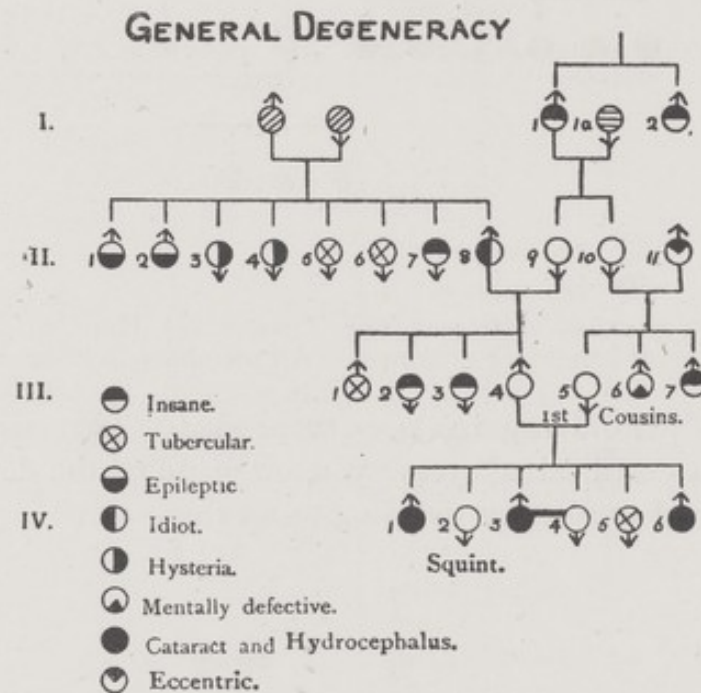 GENERAL DEGENERACY
I.
1 1a 2
II.
1 2 3 4 5 6 7 8 9 10 11
III.
1 2 3 4 5 6 7
1st Cousins.
IV.
1 2 3 4 5 6
Squint.
Insane.
Tubercular.
Epileptic
Idiot.
Hysteria.
Mentally defective.
Cataract and Hydrocephalus.
Eccentric.